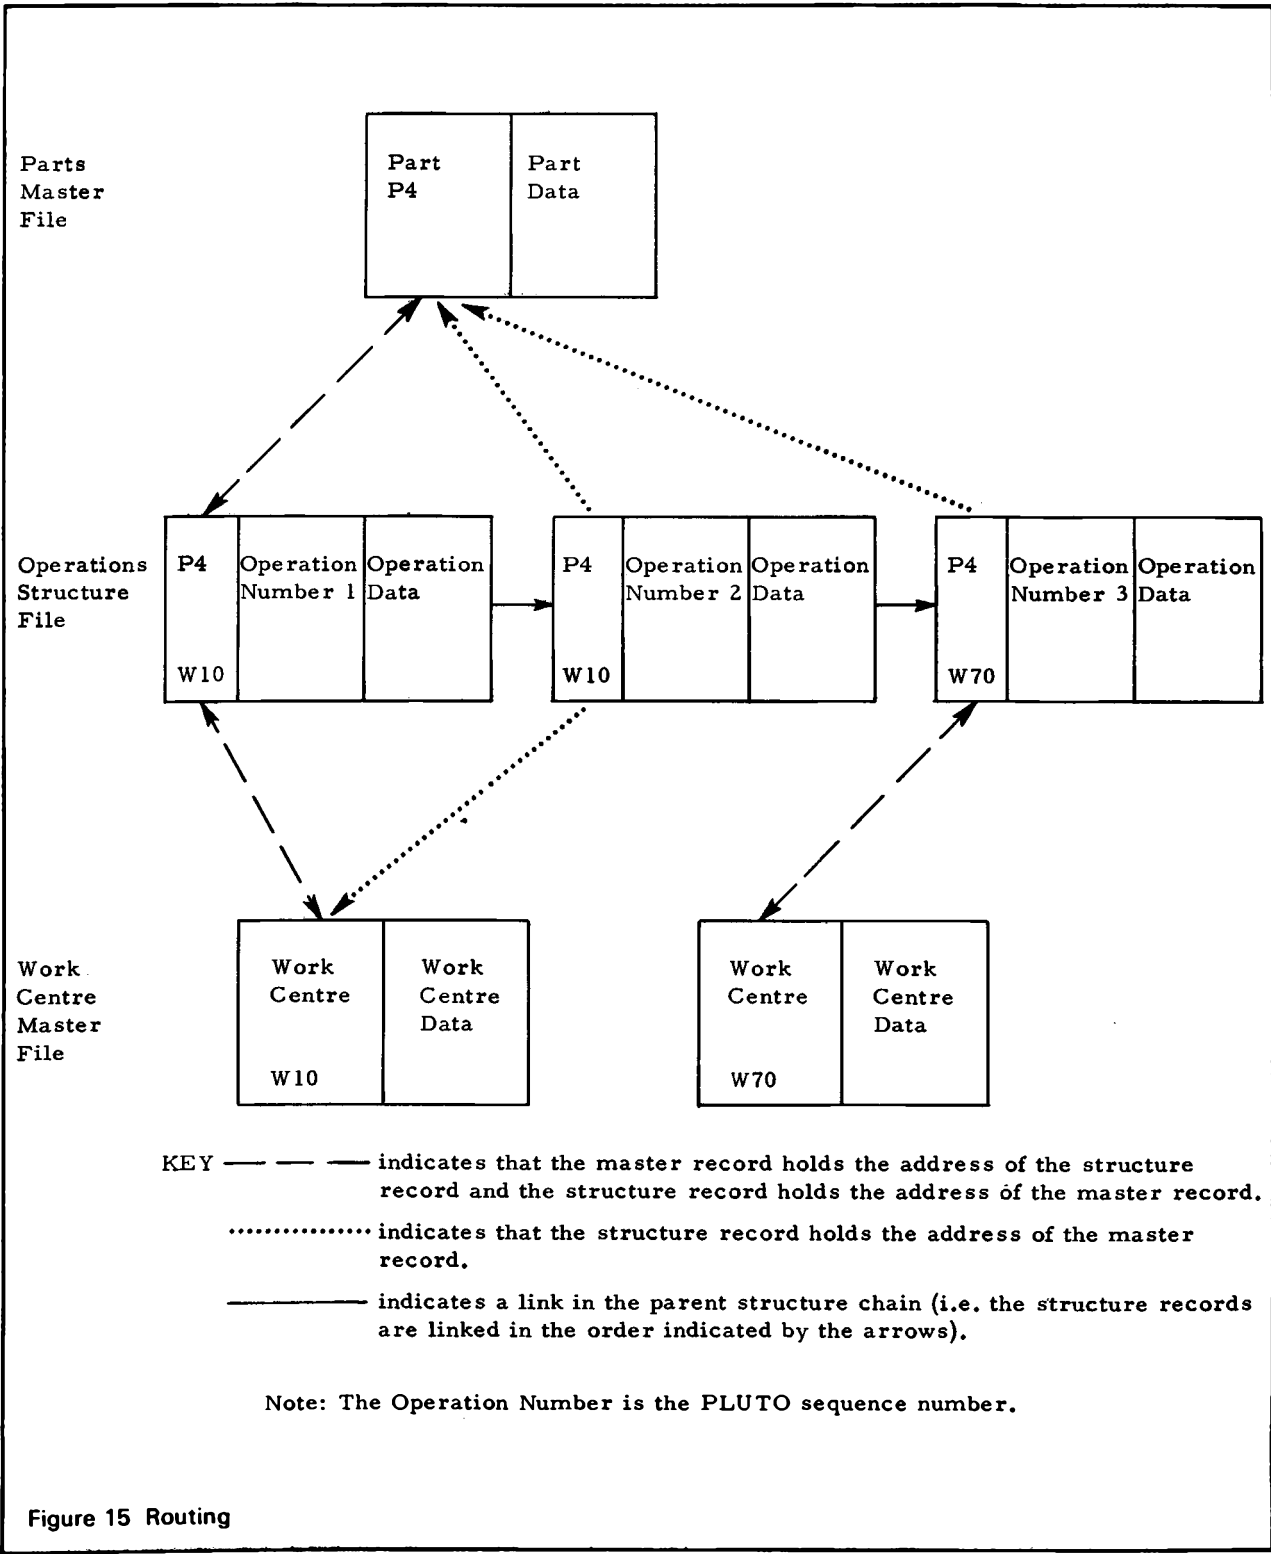 Parts
Master
File
Part
P4
Part
Data
Operations
Structure
File
P4
W10
Operation
Number 1
Operation
Data
P4
W10
Operation
Number 2
Operation
Data
P4
W70
Operation
Number 3
Operation
Data
Work
Centre
Master
File
Work
Centre
W10
Work
Centre
Data
Work
Centre
W70
Work
Centre
Data
KEY
indicates that the master record holds the address of the structure
record and the structure record holds the address of the master record.
indicates that the structure record holds the address of the master
record.
indicates a link in the parent structure chain (i.e. the structure records
are linked in the order indicated by the arrows).
Note: The Operation Number is the PLUTO sequence number.
Figure 15 Routing